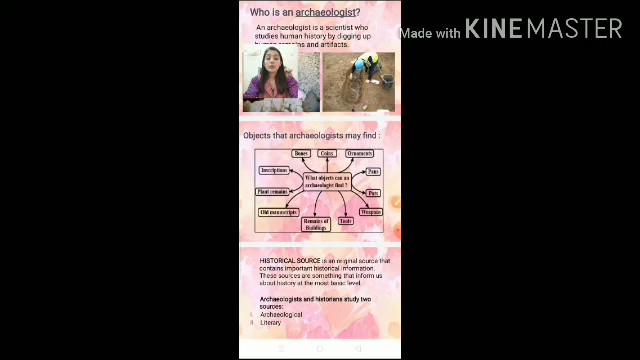 Who is an archaeologist?
Made with KINEMASTER
An archaeologist is a scientist who
studies human history by digging up
human remains and artifacts.
Objects that archaeologists may find :
Bones
Coins
Ornaments
Inscriptions
Pans
What objects can an
archaeologist find ?
Plant remains
Pots
Old manuscripts
Weapons
Remains of
Buildings
Tools
HISTORICAL SOURCE is an original source that
contains important historical information.
These sources are something that inform us
about history at the most basic level.
Archaeologists and historians study two
sources:
I. Archaeological
II. Literary